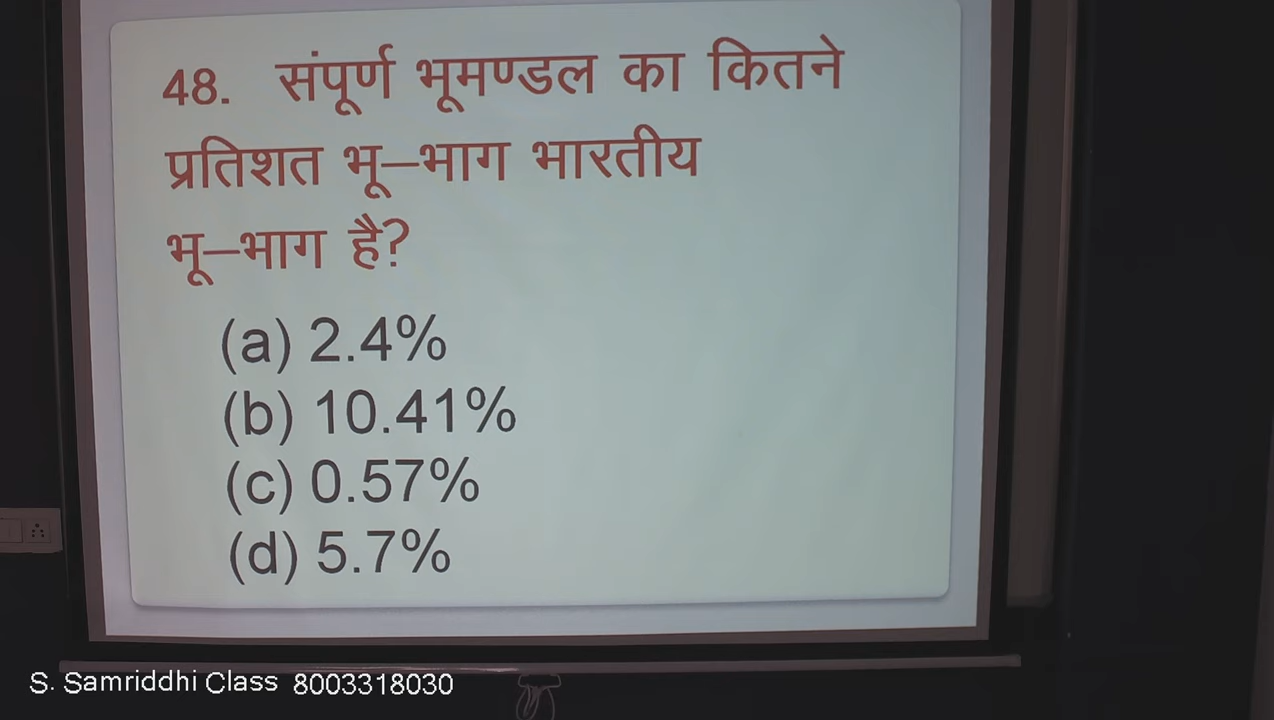 48. संपूर्ण भूमण्डल का कितने
प्रतिशत भू–भाग भारतीय
भू–भाग है?
(a) 2.4%
(b) 10.41%
(c) 0.57%
(d) 5.7%
S. Samriddhi Class 8003318030